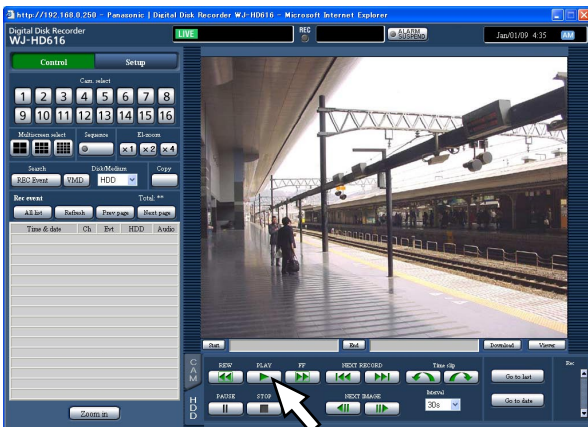 http://192.168.0.250 - Panasonic | Digital Disk Recorder WJ-HD616 - Microsoft Internet Explorer
Digital Disk Recorder
WJ-HD616
LIVE
REC
ALARM SUSPEND
Jan/01/09 4:35 AM
Control Setup
Cam. select
1 2 3 4 5 6 7 8
9 10 11 12 13 14 15 16
Multiscreen select Sequence El-zoom
x1 x2 x4
Search Disk/Medium Copy
REC Event VMD HDD
Rec event Total: **
All list Refresh Prev page Next page
Time & date Ch Evt HDD Audio
Zoom in
Start End Download Viewer
CAM
HDD
REW PLAY FF NEXT RECORD Time slip
Go to last
PAUSE STOP NEXT IMAGE Interval
30s
Go to date
Rec